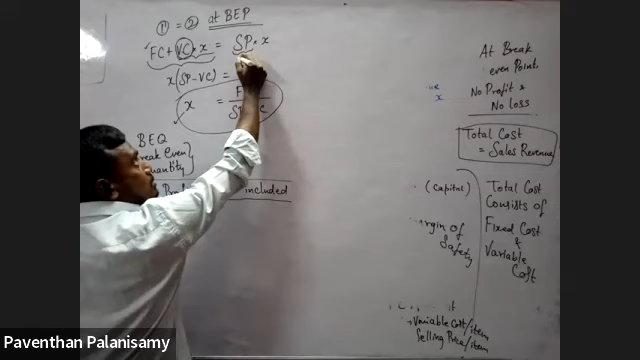 ① = ② at BEP
FC + VC * x = SP * x
x (SP - VC) =
x =
BEQ
Break Even
Quantity
included
At Break
even Point,
No Profit &
No Loss
Total Cost
= Sales Revenue
(Capital)
Margin of
Safety
Total Cost
Consists of
Fixed Cost
&
Variable
Cost
Variable Cost/item
Selling Price/item
Paventhan Palanisamy